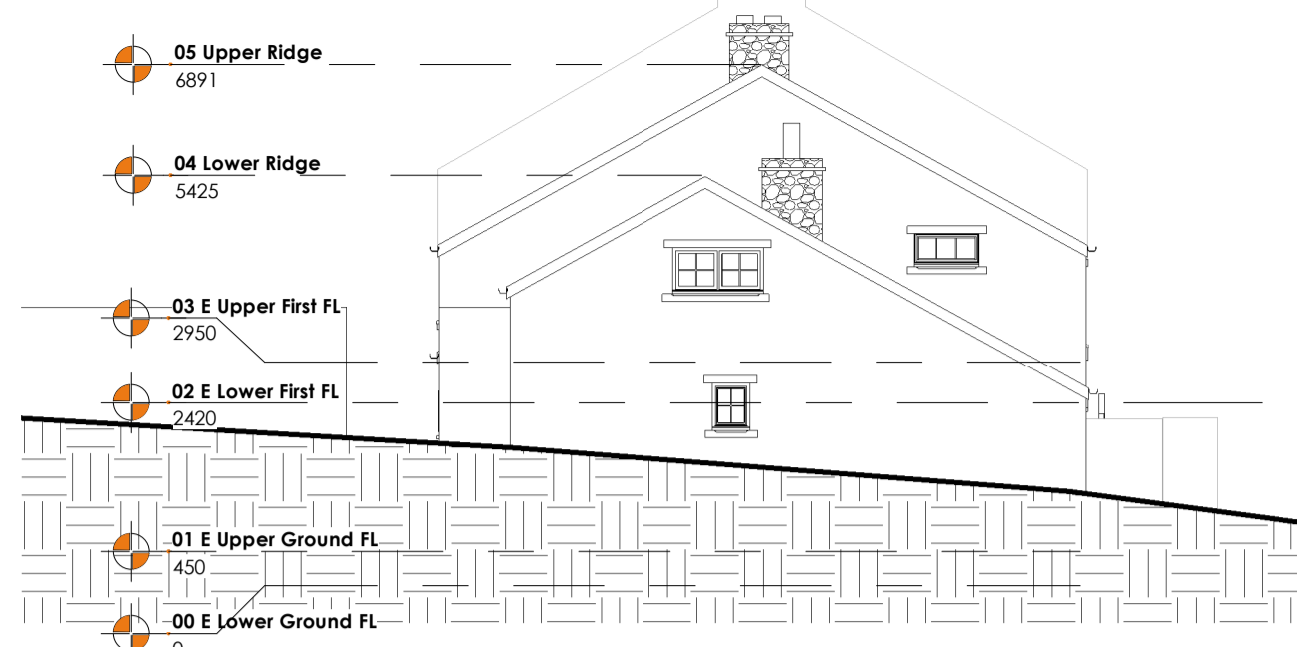 05 Upper Ridge
6891
04 Lower Ridge
5425
03 E Upper First FL
2950
02 E Lower First FL
2420
01 E Upper Ground FL
450
00 E Lower Ground FL